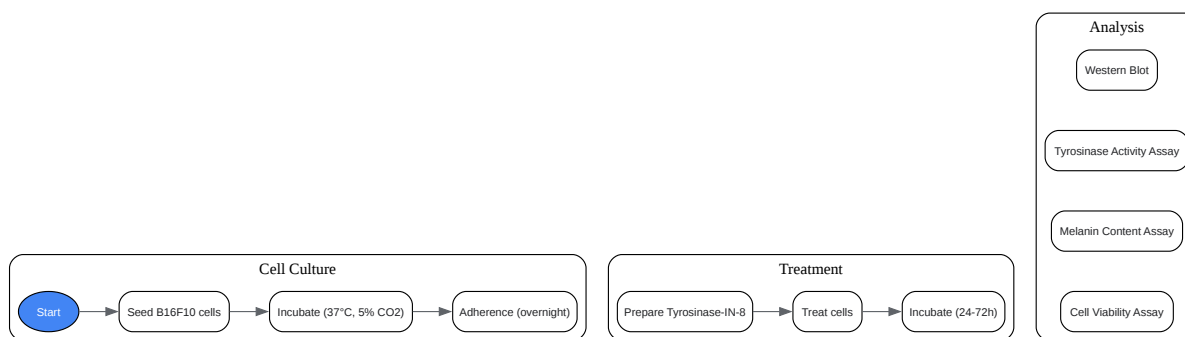 Cell Culture
Start
Seed B16F10 cells
Incubate (37°C, 5% CO2)
Adherence (overnight)
Treatment
Prepare Tyrosinase-IN-8
Treat cells
Incubate (24-72h)
Analysis
Western Blot
Tyrosinase Activity Assay
Melanin Content Assay
Cell Viability Assay